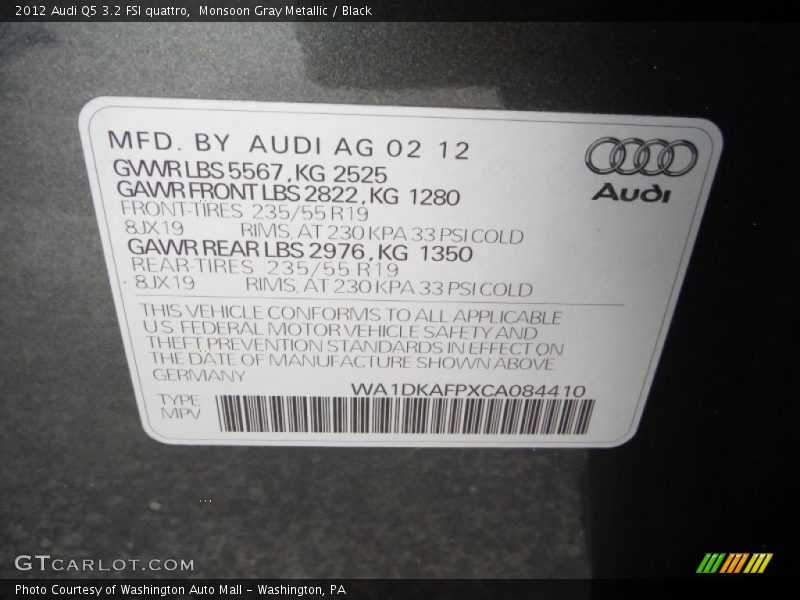 2012 Audi Q5 3.2 FSI quattro,  Monsoon Gray Metallic / Black
MFD. BY AUDI AG 02 12
GVWR LBS 5567, KG 2525
GAWR FRONT LBS 2822, KG 1280
FRONT-TIRES 235/55 R19
8JX19 RIMS, AT 230 KPA 33 PSI COLD
GAWR REAR LBS 2976, KG 1350
REAR-TIRES 235/55 R19
8JX19 RIMS, AT 230 KPA 33 PSI COLD
Audi
THIS VEHICLE CONFORMS TO ALL APPLICABLE
U.S. FEDERAL MOTOR VEHICLE SAFETY AND
THEFT PREVENTION STANDARDS IN EFFECT ON
THE DATE OF MANUFACTURE SHOWN ABOVE
GERMANY
WA1DKAFPXCA084410
TYPE
MPV
GTCARLOT.COM
Photo Courtesy of Washington Auto Mall - Washington, PA